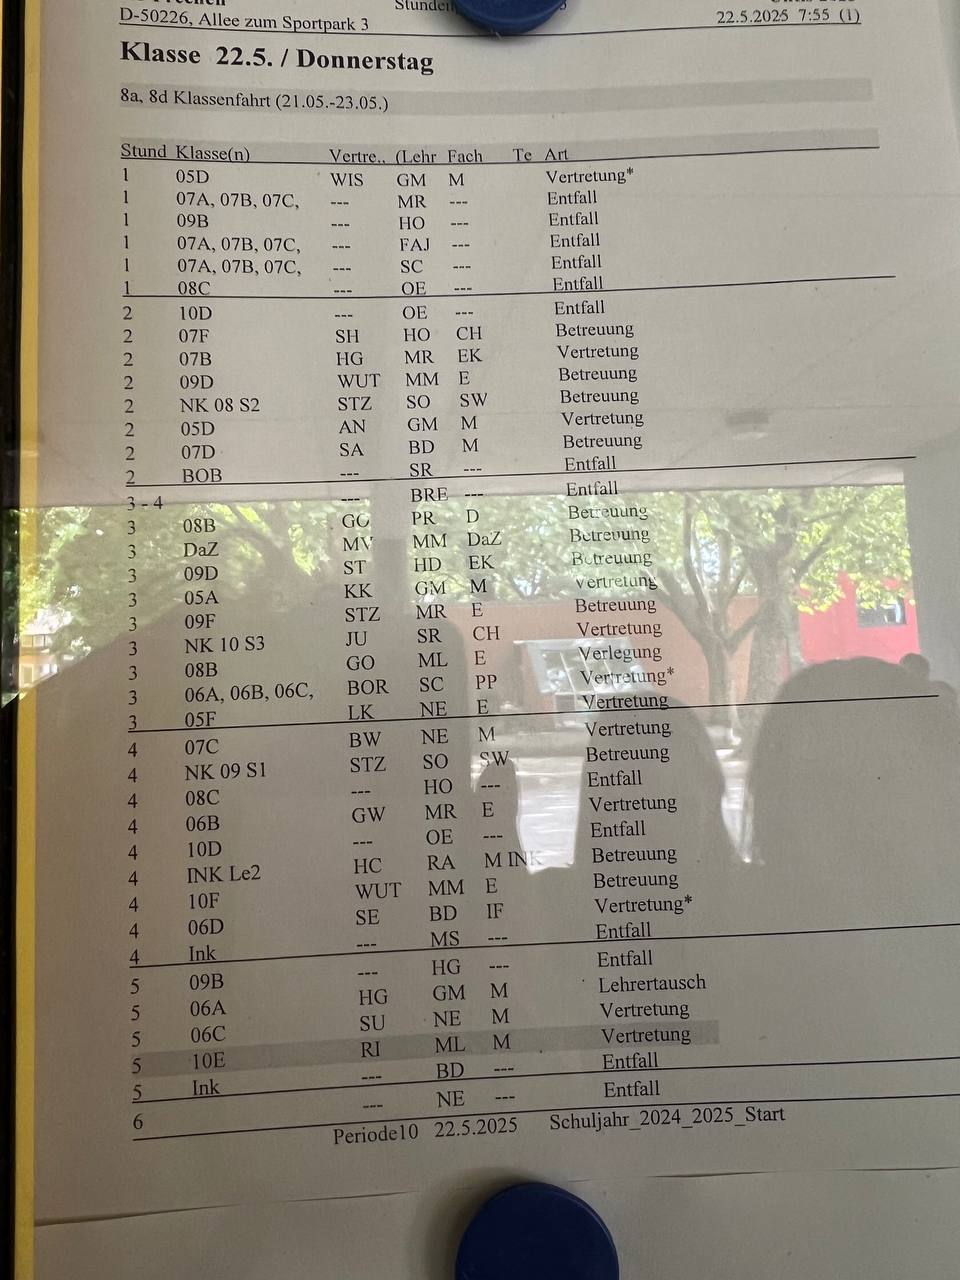 D-50226, Allee zum Sportpark 3
22.5.2025 7:55 (1)
Klasse 22.5. / Donnerstag
8a, 8d Klassenfahrt (21.05.-23.05.)
Stund Klasse(n) Vertre.. (Lehr Fach Te Art
1 05D WIS GM M Vertretung*
1 07A, 07B, 07C, --- MR --- Entfall
1 09B --- HO --- Entfall
1 07A, 07B, 07C, --- FAJ --- Entfall
1 07A, 07B, 07C, --- SC --- Entfall
1 08C --- OE --- Entfall
2 10D --- OE --- Entfall
2 07F SH HO CH Betreuung
2 07B HG MR EK Vertretung
2 09D WUT MM E Betreuung
2 NK 08 S2 STZ SO SW Betreuung
2 05D AN GM M Vertretung
2 07D SA BD M Betreuung
2 BOB --- SR --- Entfall
3 - 4 --- BRE --- Entfall
3 08B GO PR D Betreuung
3 DaZ MV MM DaZ Betreuung
3 09D ST HD EK Betreuung
3 05A KK GM M Vertretung
3 09F STZ MR E Betreuung
3 NK 10 S3 JU SR CH Vertretung
3 08B GO ML E Verlegung
3 06A, 06B, 06C, BOR SC PP Vertretung*
3 05F LK NE E Vertretung
4 07C BW NE M Vertretung
4 NK 09 S1 STZ SO SW Betreuung
4 08C --- HO --- Entfall
4 06B GW MR E Vertretung
4 10D --- OE --- Entfall
4 INK Le2 HC RA M INK Betreuung
4 10F WUT MM E Betreuung
4 06D SE BD IF Vertretung*
4 Ink --- MS --- Entfall
5 09B --- HG --- Entfall
5 06A HG GM M Lehrertausch
5 06C SU NE M Vertretung
5 10E RI ML M Vertretung
5 Ink --- BD --- Entfall
6 --- NE --- Entfall
Periode10 22.5.2025 Schuljahr_2024_2025_Start